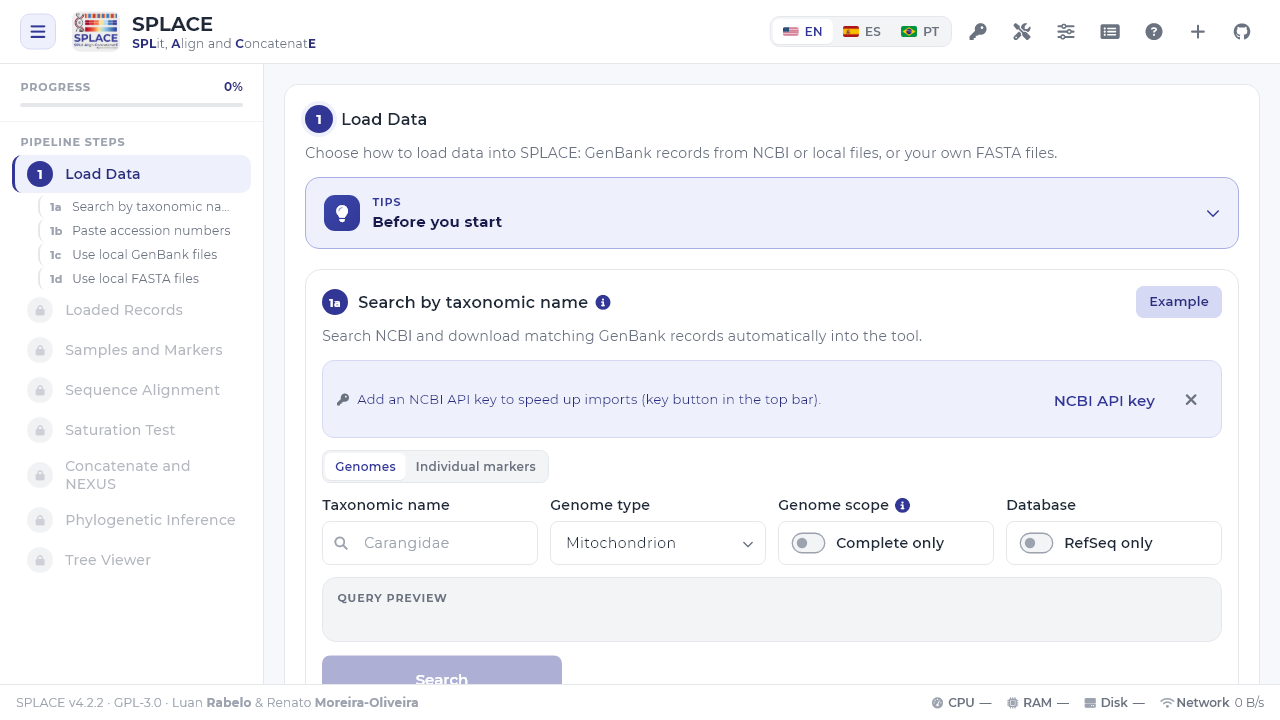 SPLACE
SPLit, Align and ConcatenatE
EN
ES
PT
PROGRESS
0%
PIPELINE STEPS
1
Load Data
1a Search by taxonomic na...
1b Paste accession numbers
1c Use local GenBank files
1d Use local FASTA files
Loaded Records
Samples and Markers
Sequence Alignment
Saturation Test
Concatenate and
NEXUS
Phylogenetic Inference
Tree Viewer
1 Load Data
Choose how to load data into SPLACE: GenBank records from NCBI or local files, or your own FASTA files.
TIPS
Before you start
1a Search by taxonomic name
Example
Search NCBI and download matching GenBank records automatically into the tool.
Add an NCBI API key to speed up imports (key button in the top bar).
NCBI API key
Genomes
Individual markers
Taxonomic name
Genome type
Genome scope
Database
Carangidae
Mitochondrion
Complete only
RefSeq only
QUERY PREVIEW
Search
SPLACE v4.2.2 · GPL-3.0 · Luan Rabelo & Renato Moreira-Oliveira
CPU —
RAM —
Disk —
Network 0 B/s